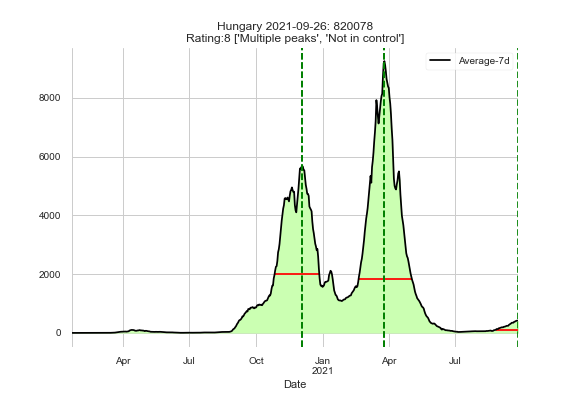 Hungary 2021-09-26: 820078
Rating:8 ['Multiple peaks', 'Not in control']
Average-7d
8000
6000
4000
2000
0
Apr
Jul
Oct
Jan
2021
Apr
Jul
Date